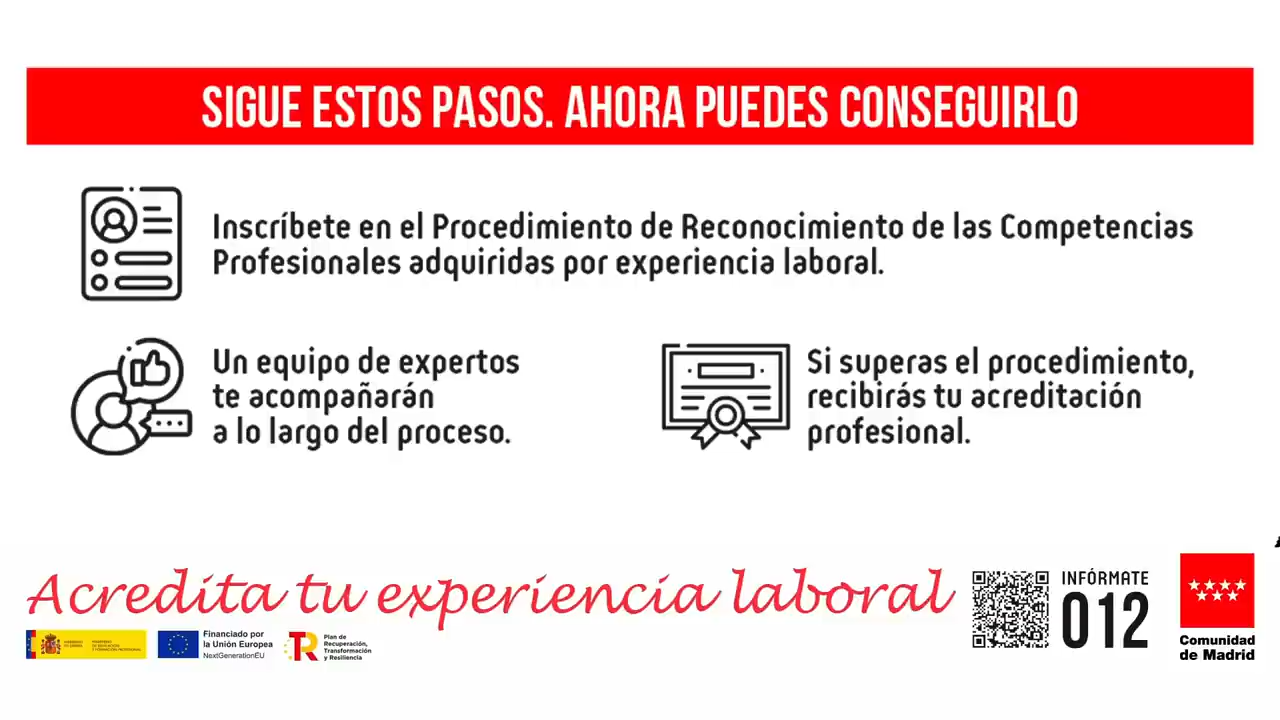 SIGUE ESTOS PASOS. AHORA PUEDES CONSEGUIRLO
Inscríbete en el Procedimiento de Reconocimiento de las Competencias
Profesionales adquiridas por experiencia laboral.
Un equipo de expertos
te acompañarán
a lo largo del proceso.
Si superas el procedimiento,
recibirás tu acreditación
profesional.
Acredita tu experiencia laboral
INFÓRMATE
012
Comunidad
de Madrid
Financiado por
la Unión Europea
NextGenerationEU
Plan de
Recuperación,
Transformación
y Resiliencia